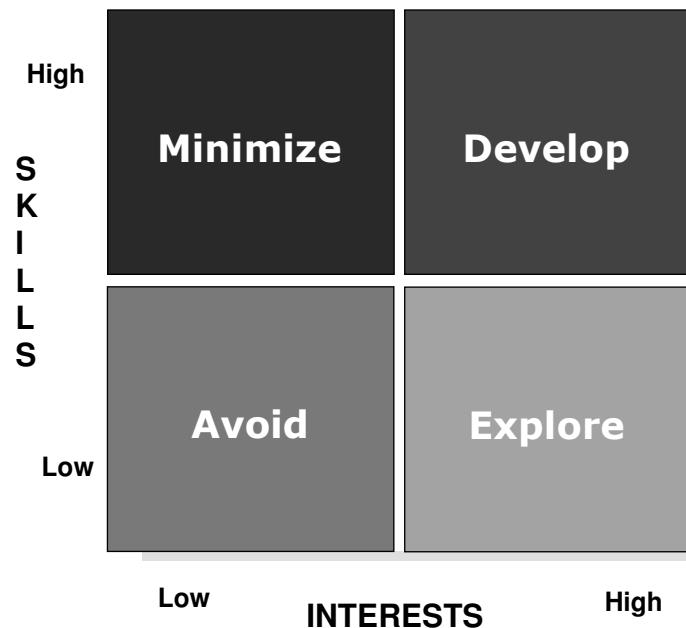 High
Minimize
Develop
S
K
I
L
L
S
Avoid
Explore
Low
Low
INTERESTS
High